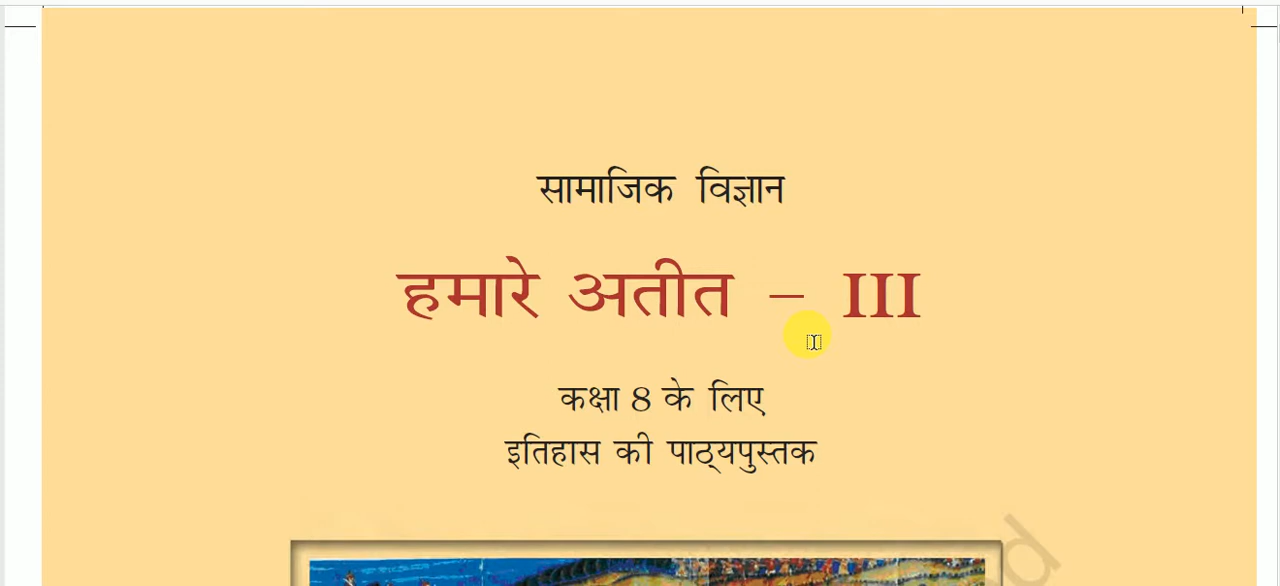 सामाजिक विज्ञान
हमारे अतीत – III
कक्षा 8 के लिए
इतिहास की पाठ्यपुस्तक